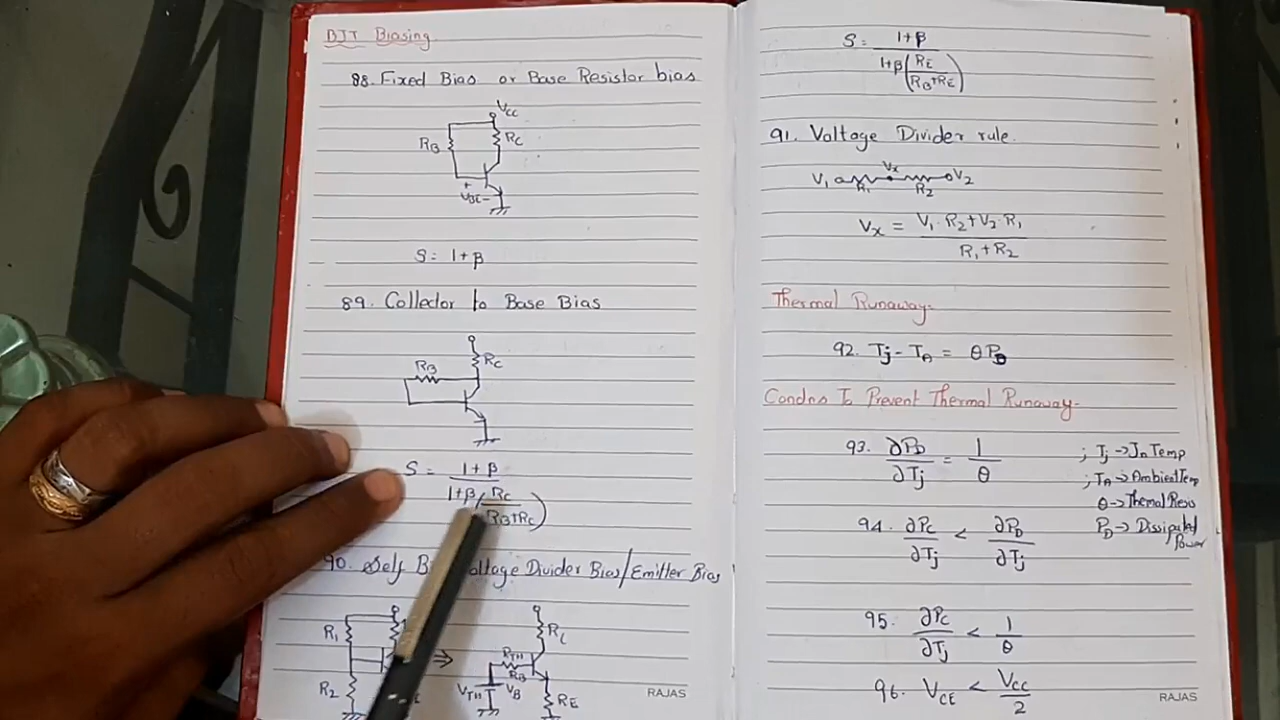 BJT Biasing
88. Fixed Bias or Base Resistor bias
VCC
RB
RC
+
VBE-
S = 1+β
89. Collector to Base Bias
RB
RC
S = 1+β
1+β(RC
RB+RC)
90. Self Voltage Divider Bias/Emitter Bias
R1
R2
⇒
RL
RTH
RB
VTH
VB
RE
RAJAS
S = 1+β
1+β(RE
RB+RE)
91. Voltage Divider rule.
V1 R1 Vx R2 V2
Vx = V1·R2+V2·R1
R1+R2
Thermal Runaway-
92. Tj-TA = θPD
Condns To Prevent Thermal Runaway-
93. ∂PD = 1
∂Tj θ
; Tj→Jn Temp
; TA→Ambient Temp
θ→Thermal Resis
PD→Dissipated
Power
94. ∂PC < ∂PD
∂Tj ∂Tj
95. ∂PC < 1
∂Tj θ
96. VCE < VCC
2
RAJAS